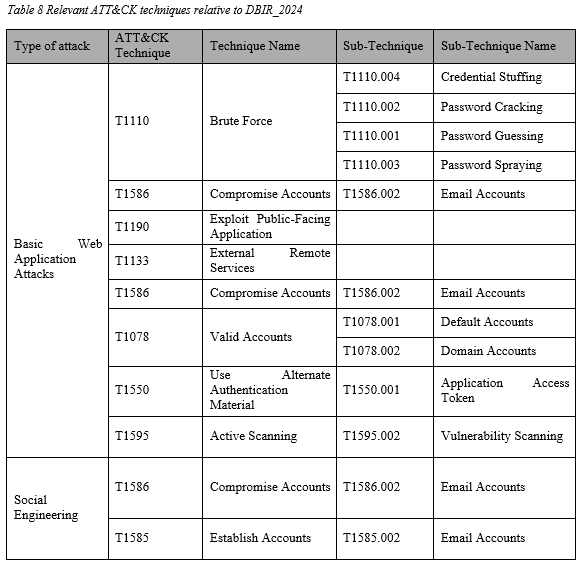 Table 8 Relevant ATT&CK techniques relative to DBIR_2024
Type of attack
ATT&CK
Technique
Technique Name
Sub-Technique
Sub-Technique Name
Basic Web
Application
Attacks
T1110
Brute Force
T1110.004
Credential Stuffing
T1110.002
Password Cracking
T1110.001
Password Guessing
T1110.003
Password Spraying
T1586
Compromise Accounts
T1586.002
Email Accounts
T1190
Exploit Public-Facing
Application
T1133
External Remote
Services
T1586
Compromise Accounts
T1586.002
Email Accounts
T1078
Valid Accounts
T1078.001
Default Accounts
T1078.002
Domain Accounts
T1550
Use Alternate
Authentication
Material
T1550.001
Application Access
Token
T1595
Active Scanning
T1595.002
Vulnerability Scanning
Social
Engineering
T1586
Compromise Accounts
T1586.002
Email Accounts
T1585
Establish Accounts
T1585.002
Email Accounts